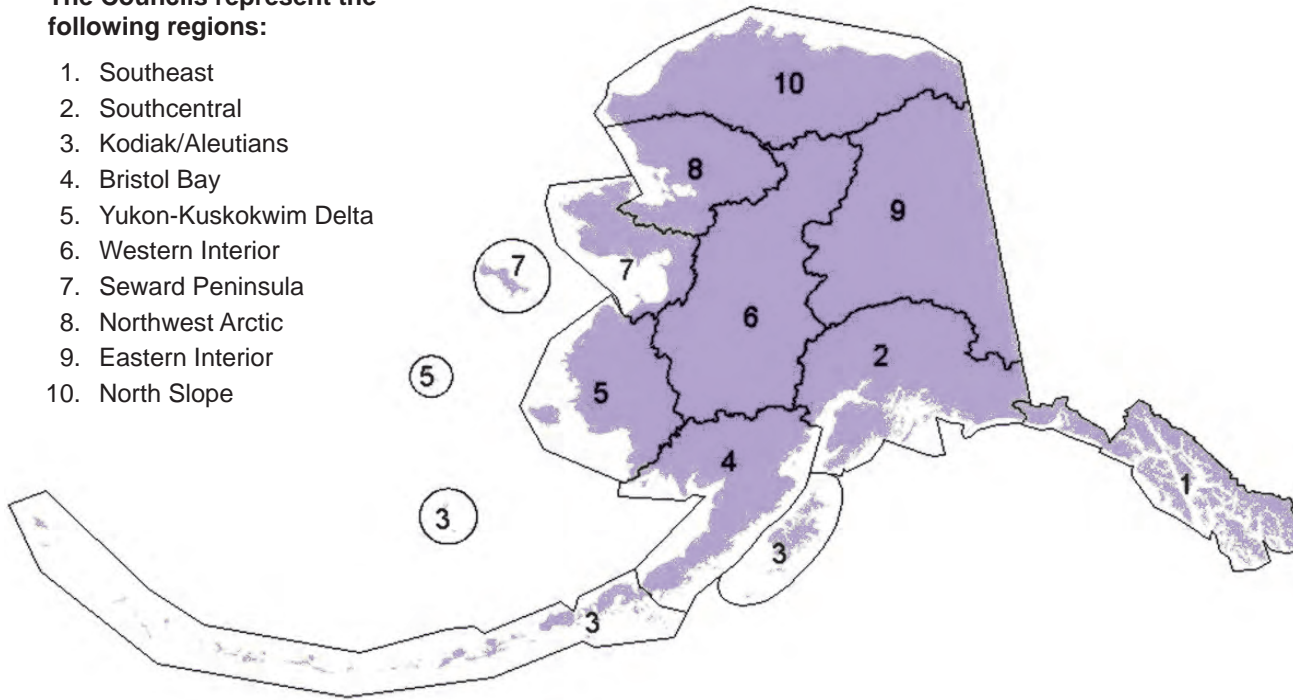 The Councils represent the
following regions:
1. Southeast
2. Southcentral
3. Kodiak/Aleutians
4. Bristol Bay
5. Yukon-Kuskokwim Delta
6. Western Interior
7. Seward Peninsula
8. Northwest Arctic
9. Eastern Interior
10. North Slope
10
8
9
7
7
6
2
5
5
4
1
3
3
3